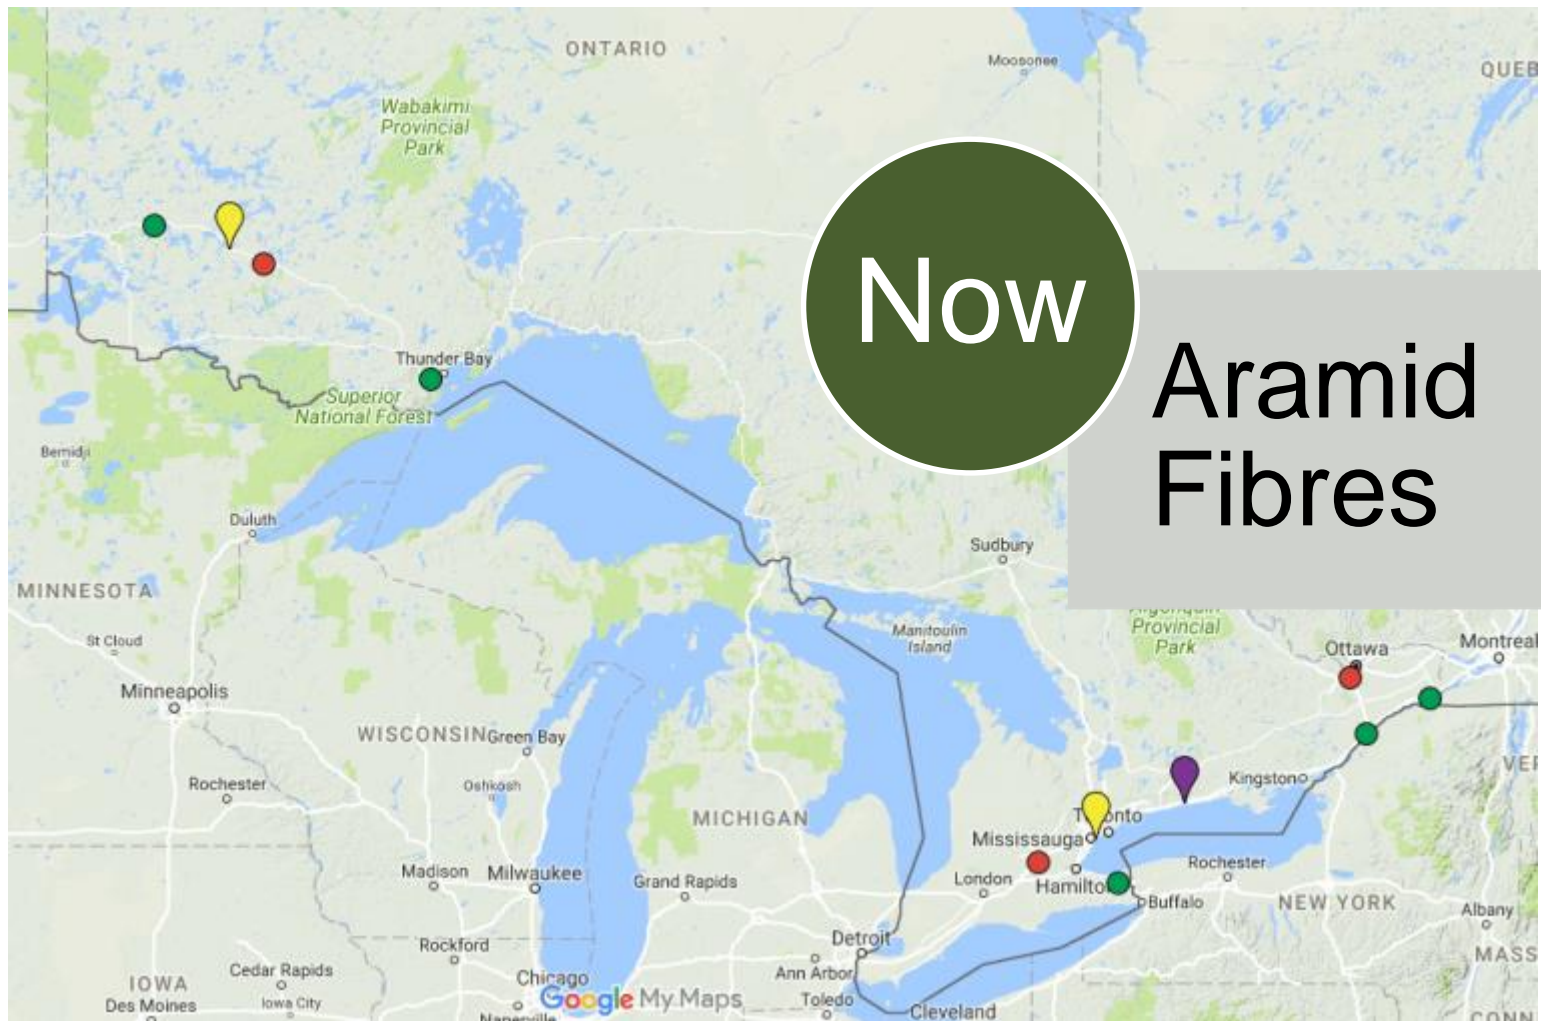 ONTARIO
Moosonee
QUEB
Wabakimi
Provincial
Park
Now
Aramid
Fibres
Thunder Bay
Superior
National Forest
Bemidji
Duluth
Sudbury
MINNESOTA
Algonquin
Provincial
Park
St Cloud
Manitoulin
Island
Ottawa
Montreal
Minneapolis
WISCONSIN
Green Bay
Rochester
Oshkosh
Kingston
VER
MICHIGAN
Toronto
Mississauga
Madison
Milwaukee
Grand Rapids
London
Hamilton
Rochester
Buffalo
NEW YORK
Albany
Rockford
Detroit
MASS
Cedar Rapids
Chicago
Ann Arbor
IOWA
Des Moines
Iowa City
Google My Maps
Toledo
Cleveland
Naperville
CONN